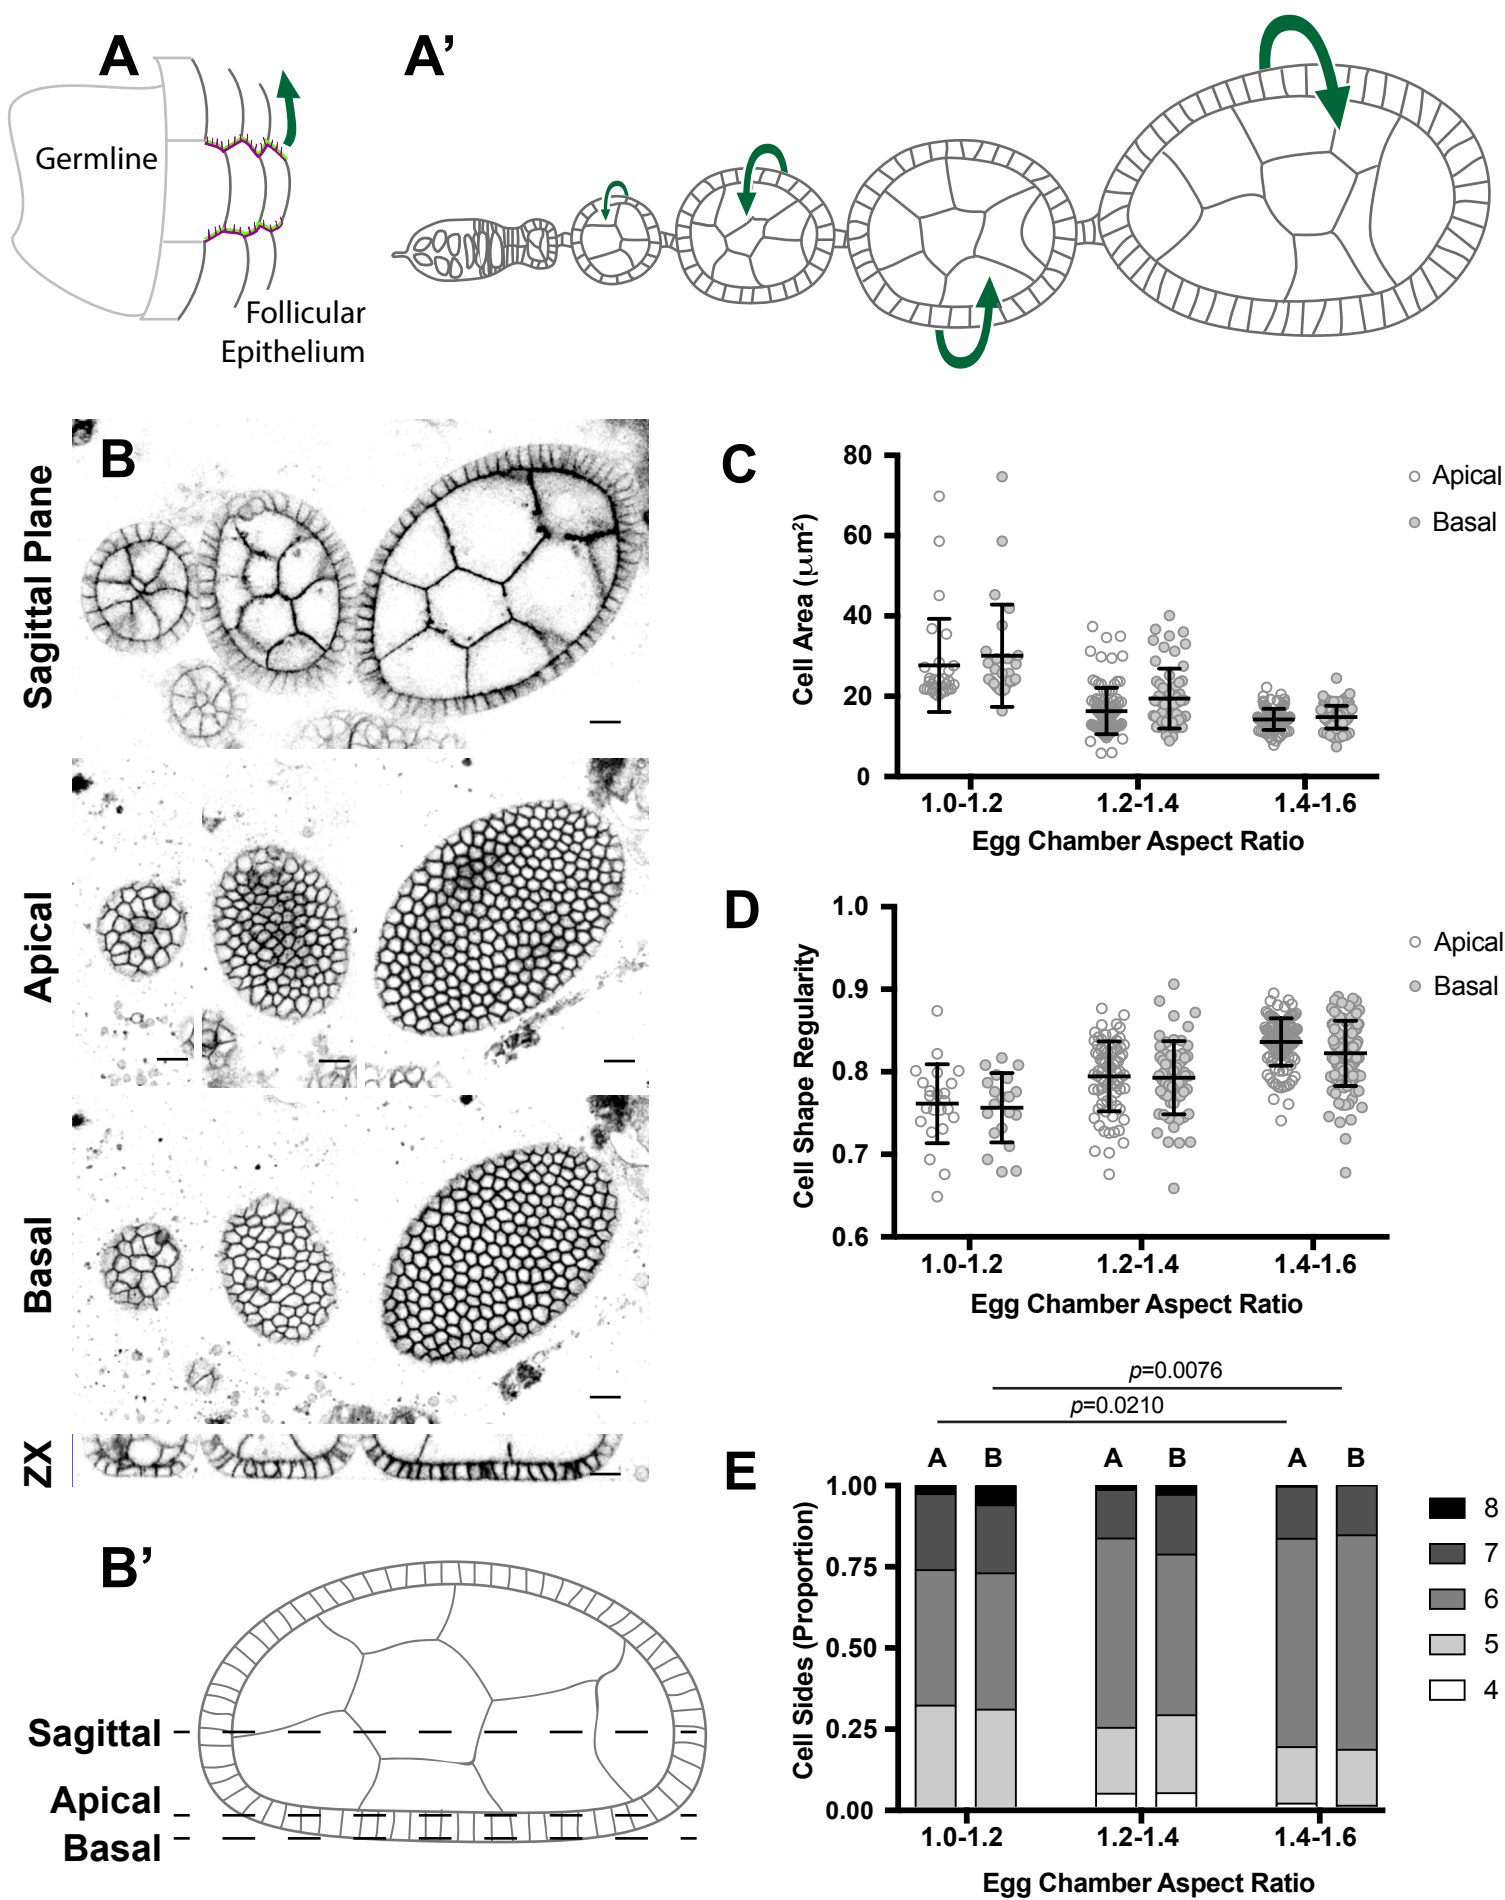 A
A’
Germline
Follicular
Epithelium
B
Sagittal Plane
Apical
Basal
ZX
B’
Sagittal
Apical
Basal
C
80
60
40
20
0
Cell Area (μm²)
1.0-1.2
1.2-1.4
1.4-1.6
Egg Chamber Aspect Ratio
Apical
Basal
D
1.0
0.9
0.8
0.7
0.6
Cell Shape Regularity
1.0-1.2
1.2-1.4
1.4-1.6
Egg Chamber Aspect Ratio
Apical
Basal
p=0.0076
p=0.0210
E
A B A B A B
1.00
0.75
0.50
0.25
0.00
Cell Sides (Proportion)
1.0-1.2
1.2-1.4
1.4-1.6
Egg Chamber Aspect Ratio
8
7
6
5
4